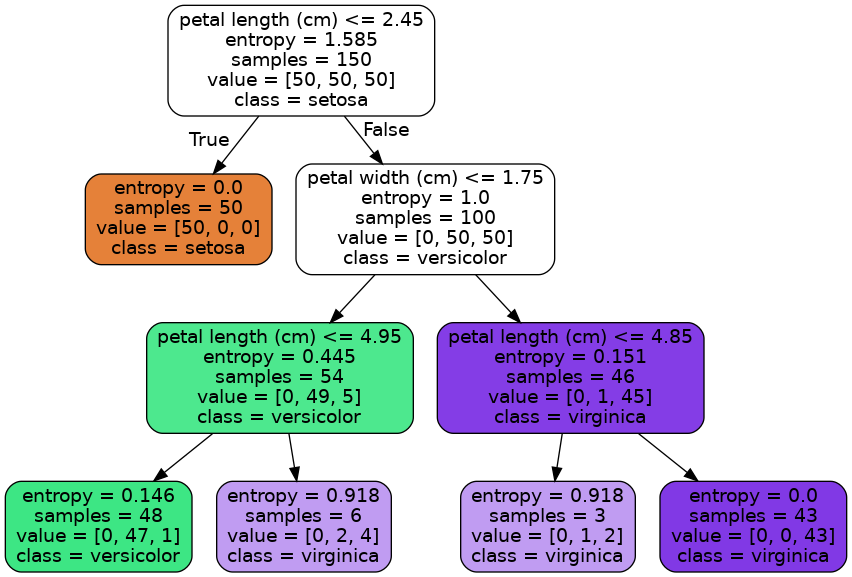 petal length (cm) <= 2.45
entropy = 1.585
samples = 150
value = [50, 50, 50]
class = setosa
True
False
entropy = 0.0
samples = 50
value = [50, 0, 0]
class = setosa
petal width (cm) <= 1.75
entropy = 1.0
samples = 100
value = [0, 50, 50]
class = versicolor
petal length (cm) <= 4.95
entropy = 0.445
samples = 54
value = [0, 49, 5]
class = versicolor
petal length (cm) <= 4.85
entropy = 0.151
samples = 46
value = [0, 1, 45]
class = virginica
entropy = 0.146
samples = 48
value = [0, 47, 1]
class = versicolor
entropy = 0.918
samples = 6
value = [0, 2, 4]
class = virginica
entropy = 0.918
samples = 3
value = [0, 1, 2]
class = virginica
entropy = 0.0
samples = 43
value = [0, 0, 43]
class = virginica